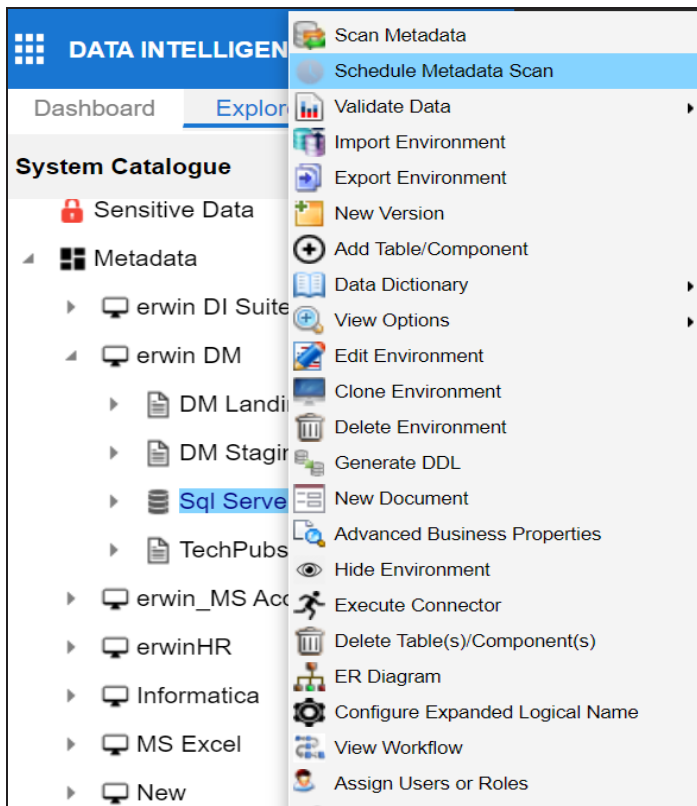 DATA INTELLIGEN
Dashboard Explor
System Catalogue
Sensitive Data
Metadata
erwin DI Suite
erwin DM
DM Landi
DM Stagin
Sql Serve
TechPubs
erwin_MS Acc
erwinHR
Informatica
MS Excel
New
Scan Metadata
Schedule Metadata Scan
Validate Data
Import Environment
Export Environment
New Version
Add Table/Component
Data Dictionary
View Options
Edit Environment
Clone Environment
Delete Environment
Generate DDL
New Document
Advanced Business Properties
Hide Environment
Execute Connector
Delete Table(s)/Component(s)
ER Diagram
Configure Expanded Logical Name
View Workflow
Assign Users or Roles